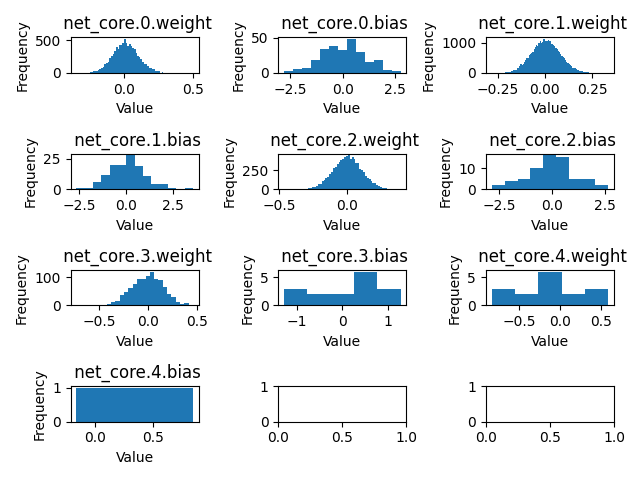 net_core.0.weight
Frequency
500
0
0.0
0.5
Value
net_core.0.bias
Frequency
50
0
−2.5
0.0
2.5
Value
net_core.1.weight
Frequency
1000
0
−0.25
0.00
0.25
Value
net_core.1.bias
Frequency
25
0
−2.5
0.0
2.5
Value
net_core.2.weight
Frequency
250
0
−0.5
0.0
Value
net_core.2.bias
Frequency
10
0
−2.5
0.0
2.5
Value
net_core.3.weight
Frequency
100
0
−0.5
0.0
0.5
Value
net_core.3.bias
Frequency
5
0
−1
0
1
Value
net_core.4.weight
Frequency
5
0
−0.5
0.0
0.5
Value
net_core.4.bias
Frequency
1
0
0.0
0.5
Value
1
0
0.0
0.5
1.0
1
0
0.0
0.5
1.0